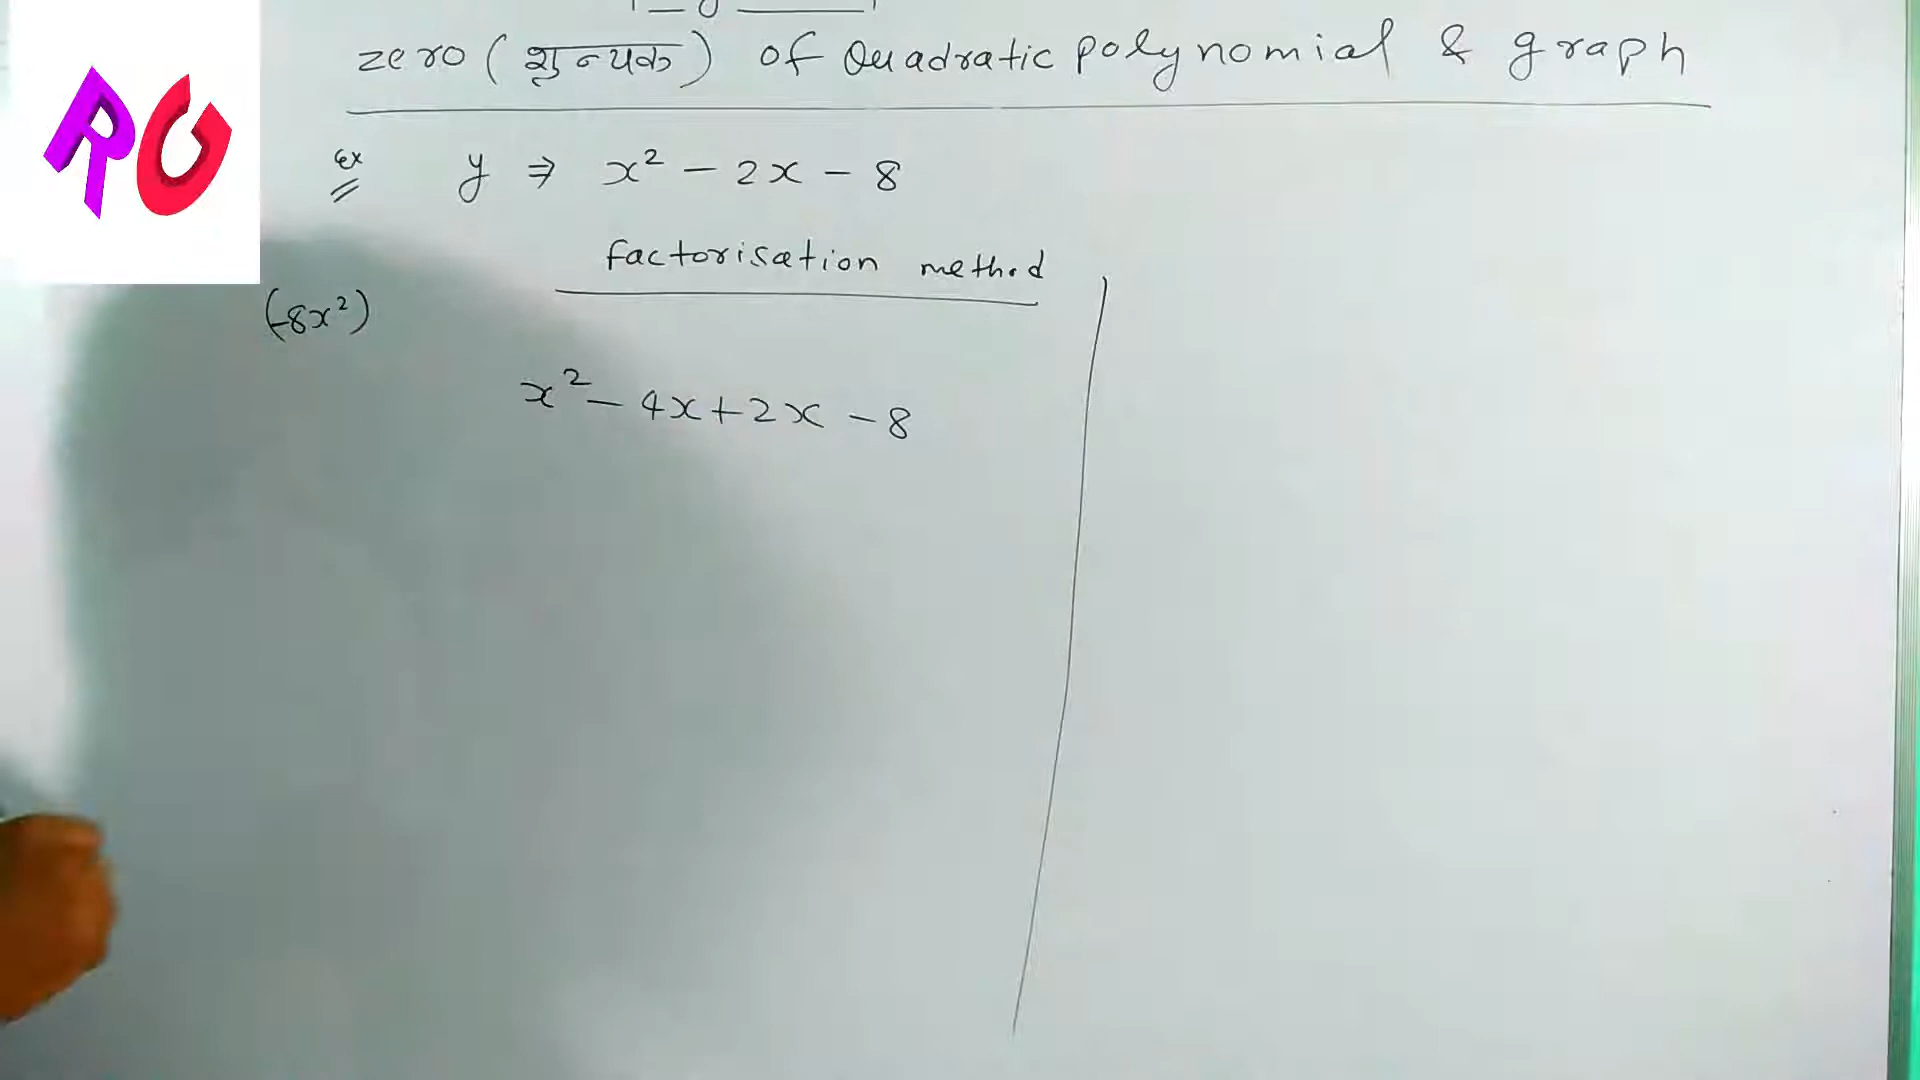 RG
zero (शुन्यक) of Quadratic polynomial & graph
Ex y ⇒ x² - 2x - 8
factorisation method
(-8x²)
x² - 4x + 2x - 8